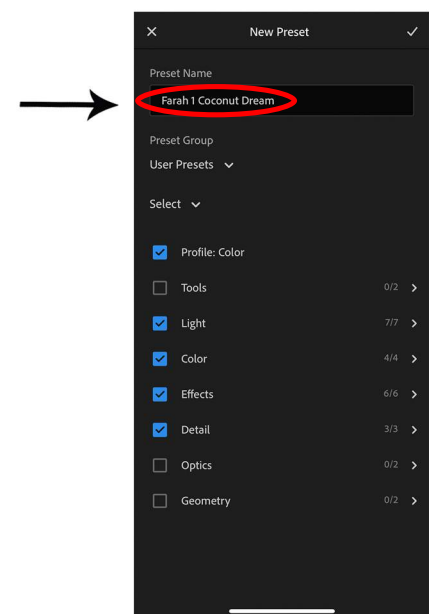 New Preset
Preset Name
Farah 1 Coconut Dream
Preset Group
User Presets
Select
Profile: Color
Tools 0/2
Light 7/7
Color 4/4
Effects 6/6
Detail 3/3
Optics 0/2
Geometry 0/2